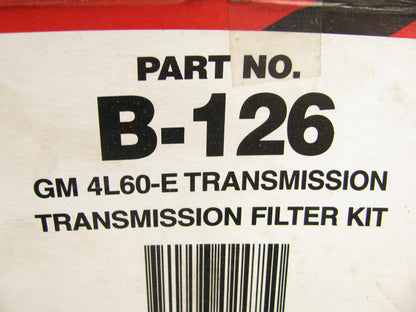 PART NO.
B-126
GM 4L60-E TRANSMISSION
TRANSMISSION FILTER KIT